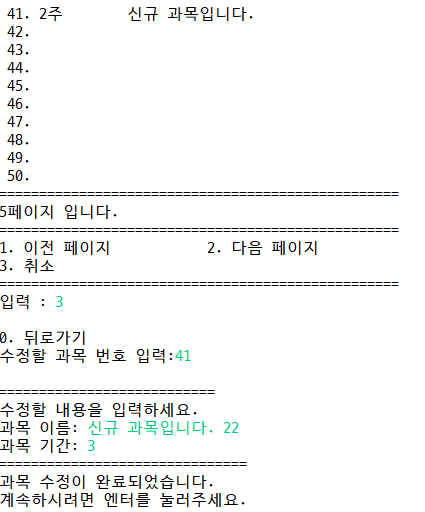 41. 2주 신규 과목입니다.
42.
43.
44.
45.
46.
47.
48.
49.
50.
==================================================
5페이지 입니다.
==================================================
1. 이전 페이지 2. 다음 페이지
3. 취소
==================================================
입력 : 3
0. 뒤로가기
수정할 과목 번호 입력:41
===========================
수정할 내용을 입력하세요.
과목 이름: 신규 과목입니다. 22
과목 기간: 3
===============================
과목 수정이 완료되었습니다.
계속하시려면 엔터를 눌러주세요.